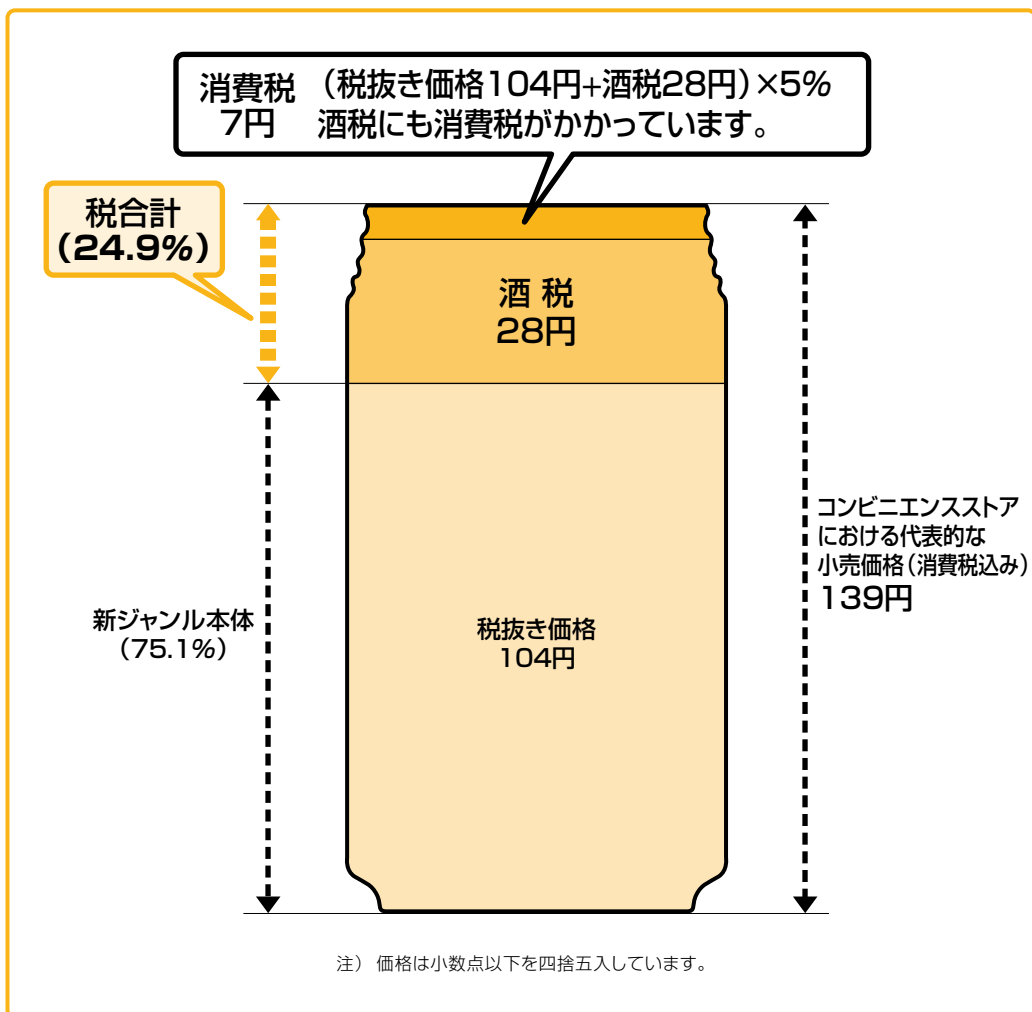 消費税
7円
(税抜き価格104円+酒税28円)×5%
酒税にも消費税がかかっています。
税合計
(24.9%)
酒税
28円
コンビニエンスストア
における代表的な
小売価格(消費税込み)
139円
新ジャンル本体
(75.1%)
税抜き価格
104円
注) 価格は小数点以下を四捨五入しています。